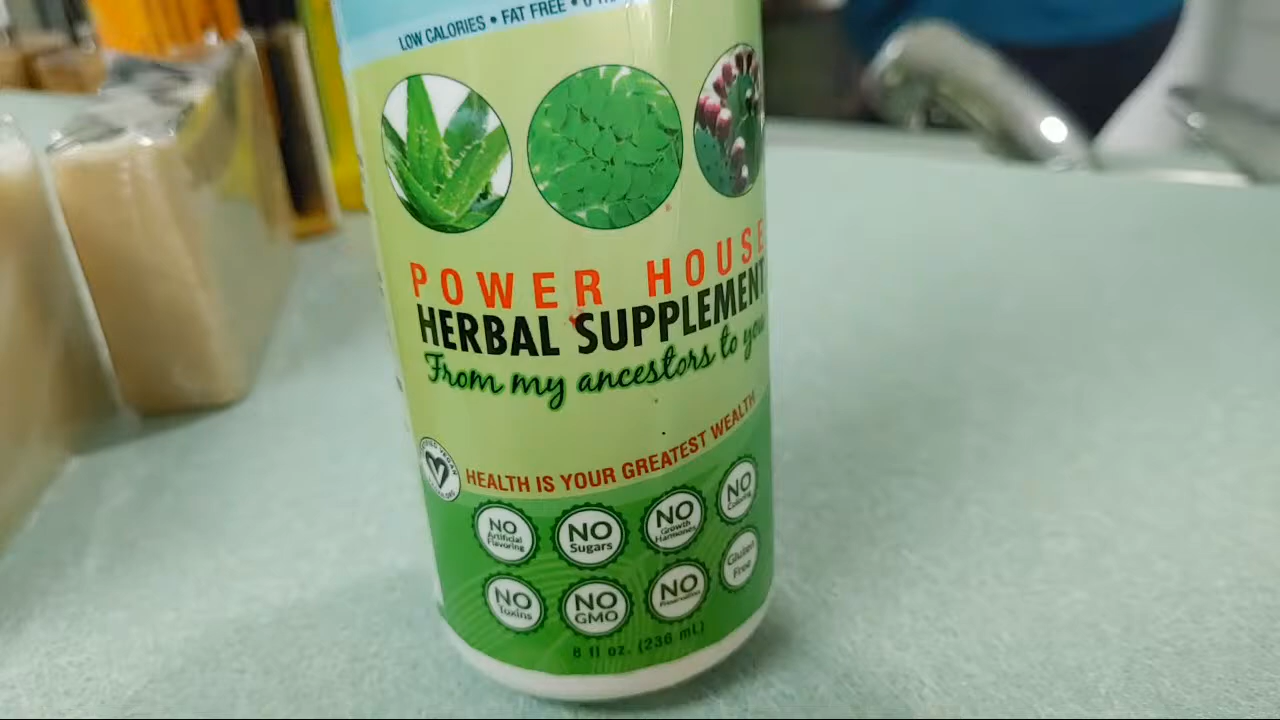 LOW CALORIES • FAT FREE •
POWER HOUSE
HERBAL SUPPLEMENT
From my ancestors to you
HEALTH IS YOUR GREATEST WEALTH
NO Artificial Flavoring
NO Sugars
NO Growth Hormones
NO Coloring
NO Toxins
NO GMO
NO Preservatives
Gluten Free
8 fl oz. (236 mL)